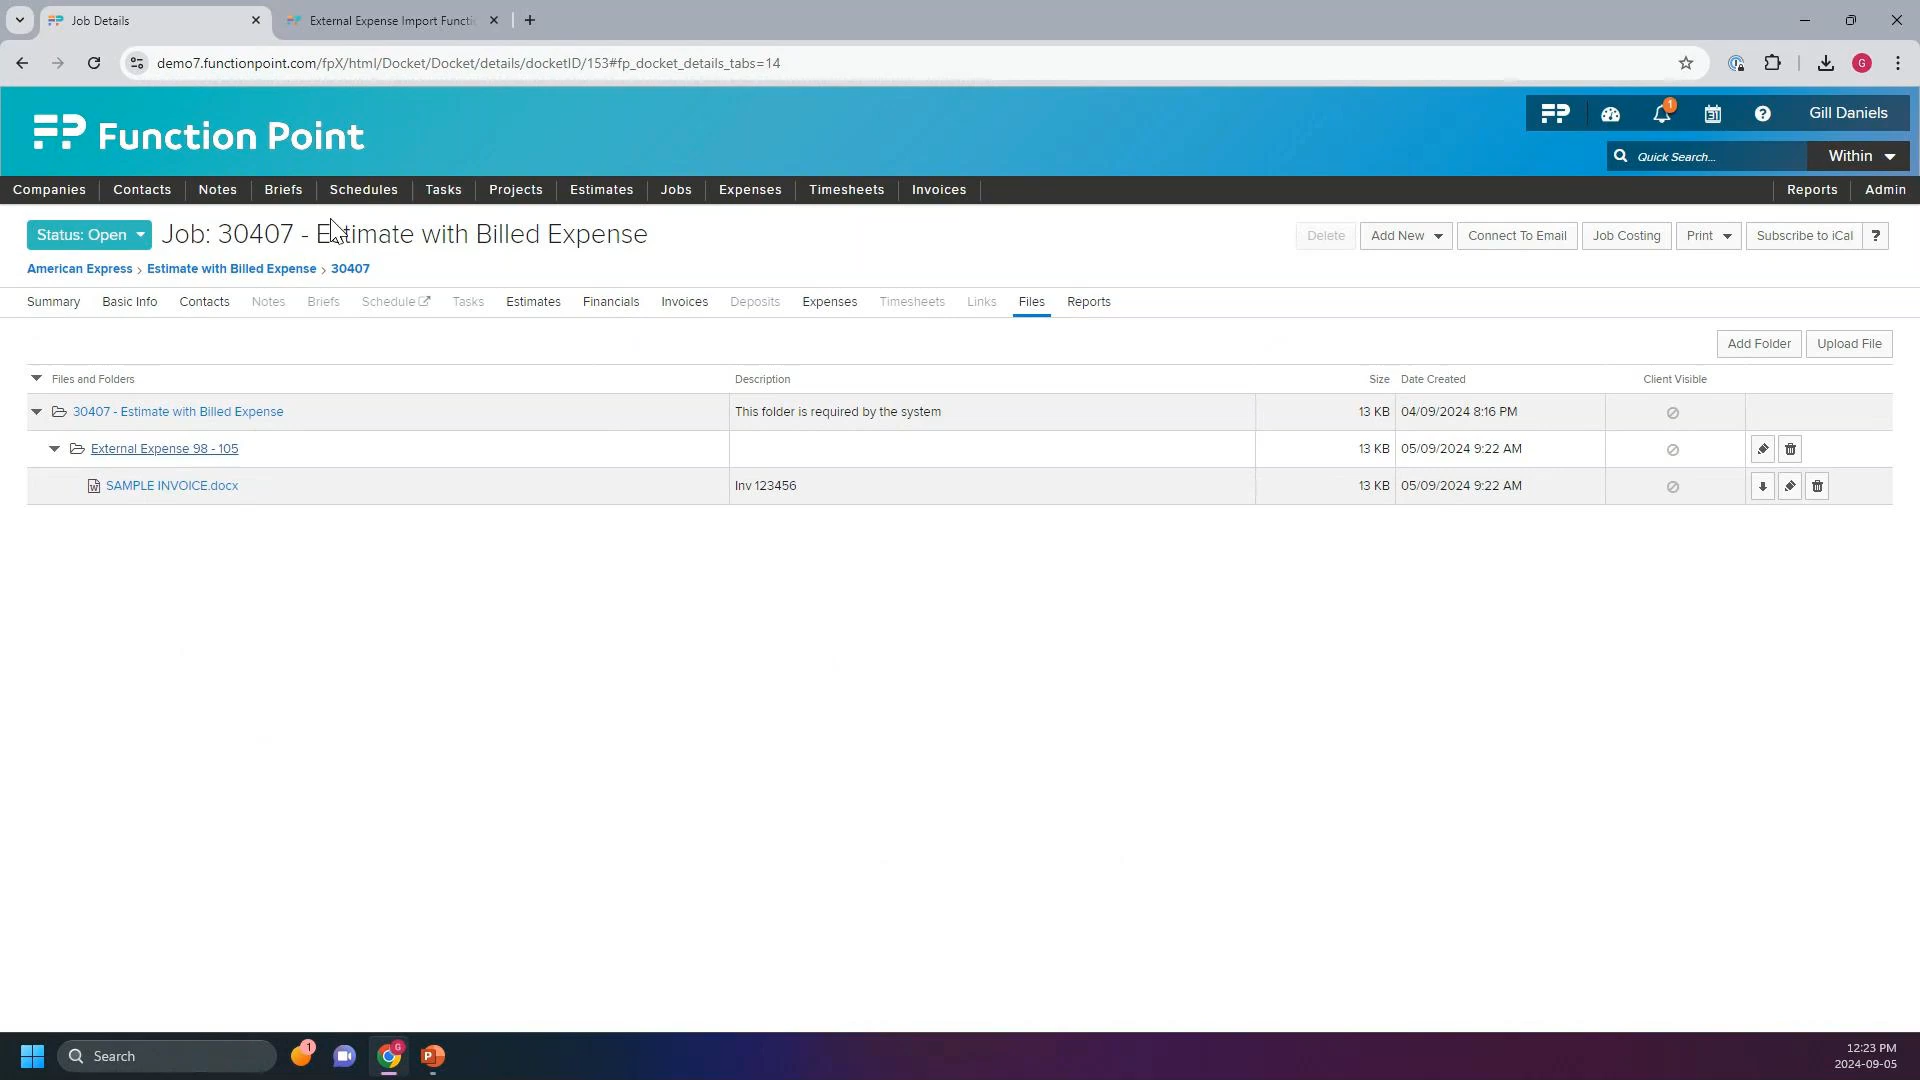 Job Details
External Expense Import Functi
demo7.functionpoint.com/fpX/html/Docket/Docket/details/docketID/153#fp_docket_details_tabs=14
G
FP Function Point
FP
1
31
?
Gill Daniels
Quick Search...
Within
Companies
Contacts
Notes
Briefs
Schedules
Tasks
Projects
Estimates
Jobs
Expenses
Timesheets
Invoices
Reports
Admin
Status: Open
Job: 30407 - Estimate with Billed Expense
Delete
Add New
Connect To Email
Job Costing
Print
Subscribe to iCal
?
American Express › Estimate with Billed Expense › 30407
Summary
Basic Info
Contacts
Notes
Briefs
Schedule
Tasks
Estimates
Financials
Invoices
Deposits
Expenses
Timesheets
Links
Files
Reports
Add Folder
Upload File
Files and Folders
Description
Size
Date Created
Client Visible
30407 - Estimate with Billed Expense
This folder is required by the system
13 KB
04/09/2024 8:16 PM
External Expense 98 - 105
13 KB
05/09/2024 9:22 AM
SAMPLE INVOICE.docx
Inv 123456
13 KB
05/09/2024 9:22 AM
Search
1
G
P
12:23 PM
2024-09-05